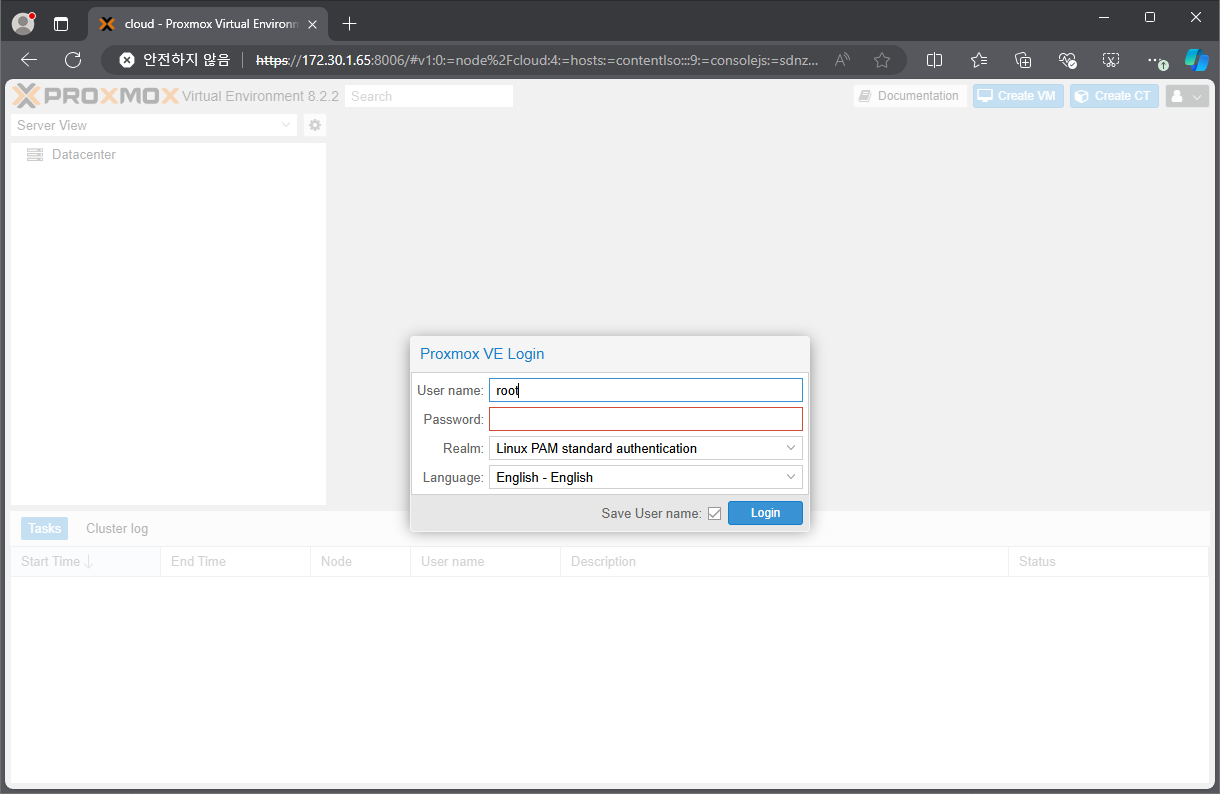 cloud - Proxmox Virtual Environn
안전하지 않음 https://172.30.1.65:8006/#v1:0:=node%2Fcloud:4:=hosts:=contentIso:::9:=consolejs:=sdnz...
PROXMOX Virtual Environment 8.2.2 Search Documentation Create VM Create CT
Server View
Datacenter
Proxmox VE Login
User name: root
Password:
Realm: Linux PAM standard authentication
Language: English - English
Save User name: Login
Tasks Cluster log
Start Time End Time Node User name Description Status